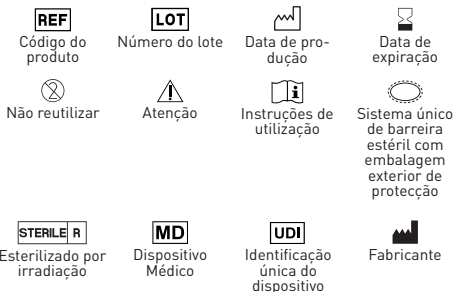 REF
LOT
Código do
produto
Número do lote
Data de pro-
dução
Data de
expiração
Não reutilizar
Atenção
i
Instruções de
utilização
Sistema único
de barreira
estéril com
embalagem
exterior de
protecção
STERILE R
Esterilizado por
irradiação
MD
Dispositivo
Médico
UDI
Identificação
única do
dispositivo
Fabricante